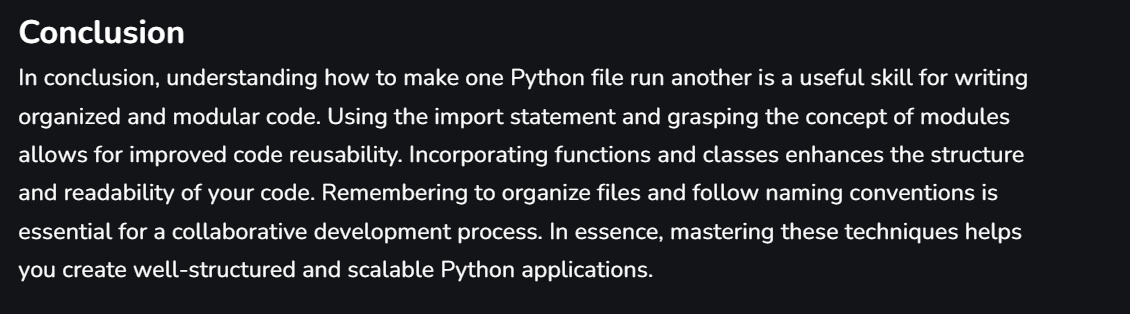 Conclusion
In conclusion, understanding how to make one Python file run another is a useful skill for writing
organized and modular code. Using the import statement and grasping the concept of modules
allows for improved code reusability. Incorporating functions and classes enhances the structure
and readability of your code. Remembering to organize files and follow naming conventions is
essential for a collaborative development process. In essence, mastering these techniques helps
you create well-structured and scalable Python applications.